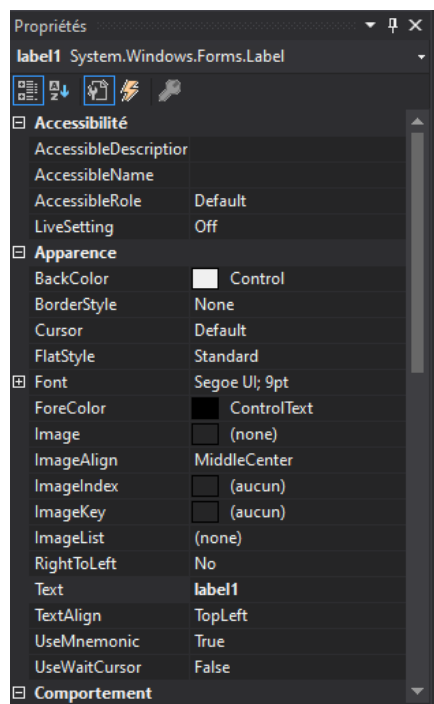 Propriétés
label1 System.Windows.Forms.Label
Accessibilité
AccessibleDescription
AccessibleName
AccessibleRole Default
LiveSetting Off
Apparence
BackColor Control
BorderStyle None
Cursor Default
FlatStyle Standard
Font Segoe UI; 9pt
ForeColor ControlText
Image (none)
ImageAlign MiddleCenter
ImageIndex (aucun)
ImageKey (aucun)
ImageList (none)
RightToLeft No
Text label1
TextAlign TopLeft
UseMnemonic True
UseWaitCursor False
Comportement